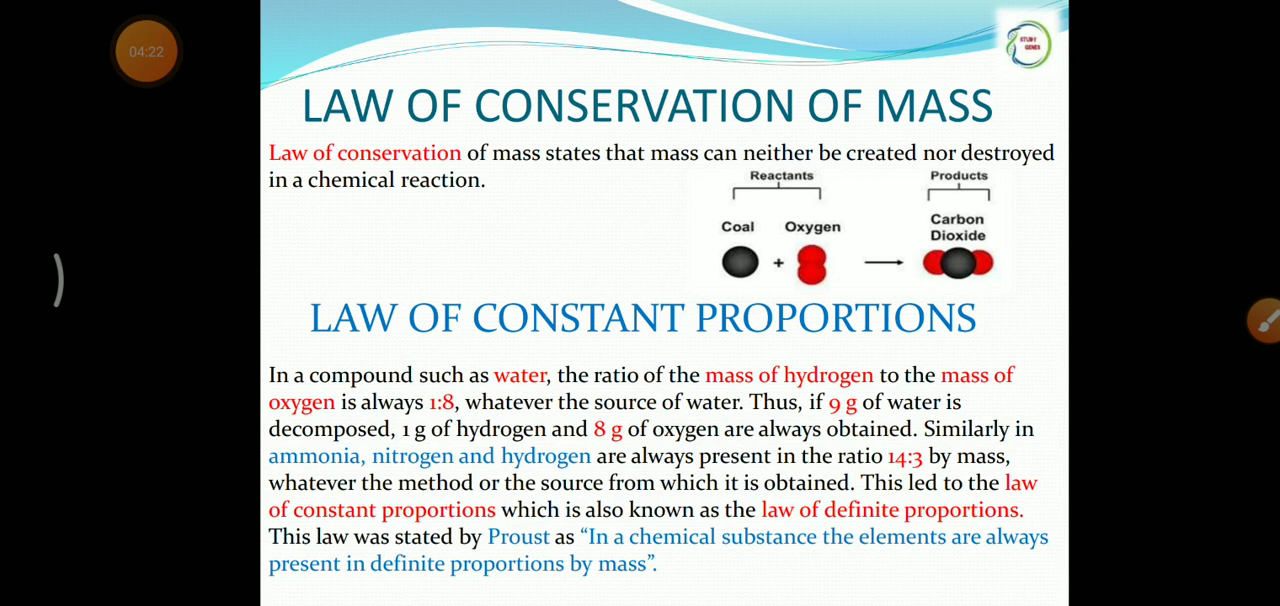 04:22
STUDY
GENES
LAW OF CONSERVATION OF MASS
Law of conservation of mass states that mass can neither be created nor destroyed
in a chemical reaction.
Reactants Products
Coal Oxygen Carbon
Dioxide
+
LAW OF CONSTANT PROPORTIONS
In a compound such as water, the ratio of the mass of hydrogen to the mass of
oxygen is always 1:8, whatever the source of water. Thus, if 9 g of water is
decomposed, 1 g of hydrogen and 8 g of oxygen are always obtained. Similarly in
ammonia, nitrogen and hydrogen are always present in the ratio 14:3 by mass,
whatever the method or the source from which it is obtained. This led to the law
of constant proportions which is also known as the law of definite proportions.
This law was stated by Proust as “In a chemical substance the elements are always
present in definite proportions by mass”.